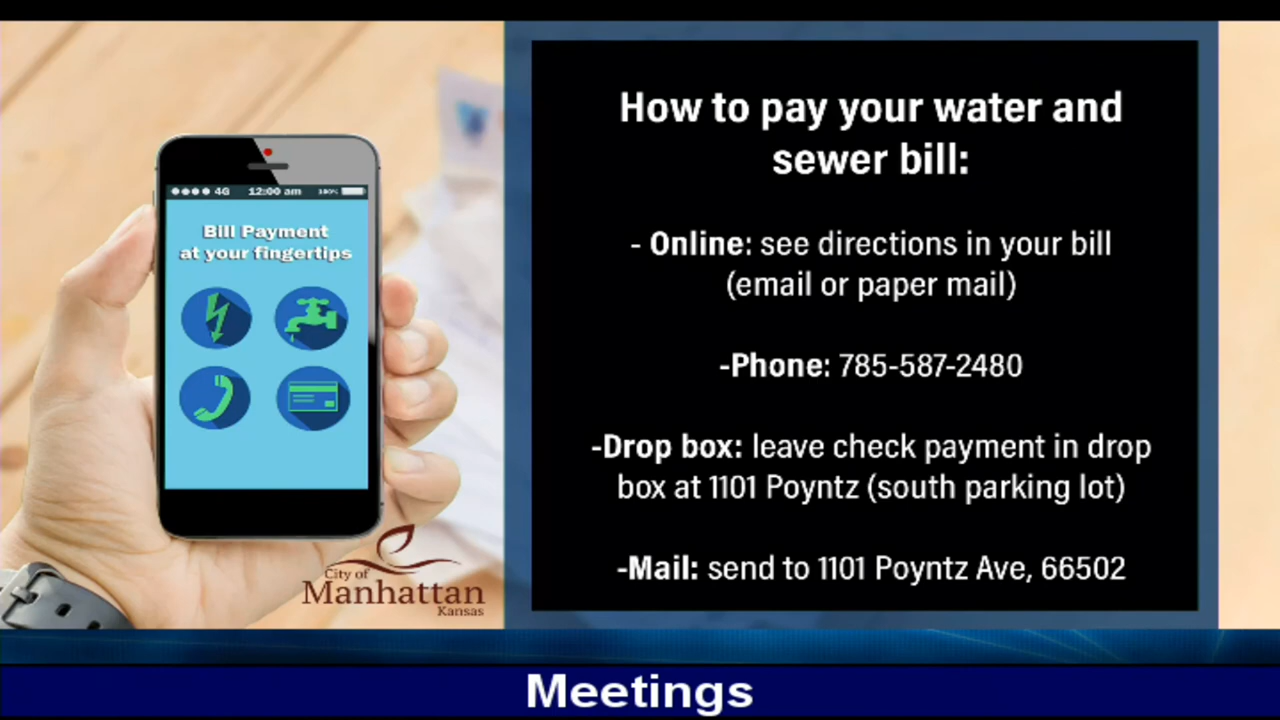 ●●●● 4G 12:00 am 100%
Bill Payment
at your fingertips
City of
Manhattan
Kansas
How to pay your water and
sewer bill:
- Online: see directions in your bill
(email or paper mail)
-Phone: 785-587-2480
-Drop box: leave check payment in drop
box at 1101 Poyntz (south parking lot)
-Mail: send to 1101 Poyntz Ave, 66502
Meetings